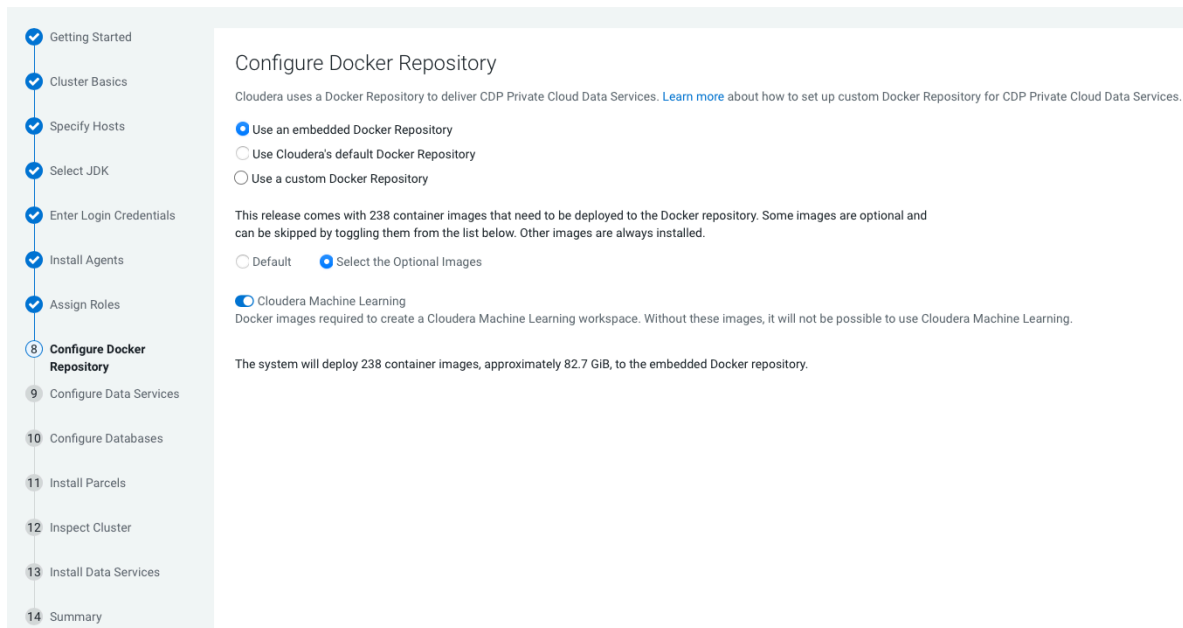 Getting Started
Cluster Basics
Specify Hosts
Select JDK
Enter Login Credentials
Install Agents
Assign Roles
8 Configure Docker
Repository
9 Configure Data Services
10 Configure Databases
11 Install Parcels
12 Inspect Cluster
13 Install Data Services
14 Summary
Configure Docker Repository
Cloudera uses a Docker Repository to deliver CDP Private Cloud Data Services. Learn more about how to set up custom Docker Repository for CDP Private Cloud Data Services.
Use an embedded Docker Repository
Use Cloudera's default Docker Repository
Use a custom Docker Repository
This release comes with 238 container images that need to be deployed to the Docker repository. Some images are optional and
can be skipped by toggling them from the list below. Other images are always installed.
Default Select the Optional Images
Cloudera Machine Learning
Docker images required to create a Cloudera Machine Learning workspace. Without these images, it will not be possible to use Cloudera Machine Learning.
The system will deploy 238 container images, approximately 82.7 GiB, to the embedded Docker repository.